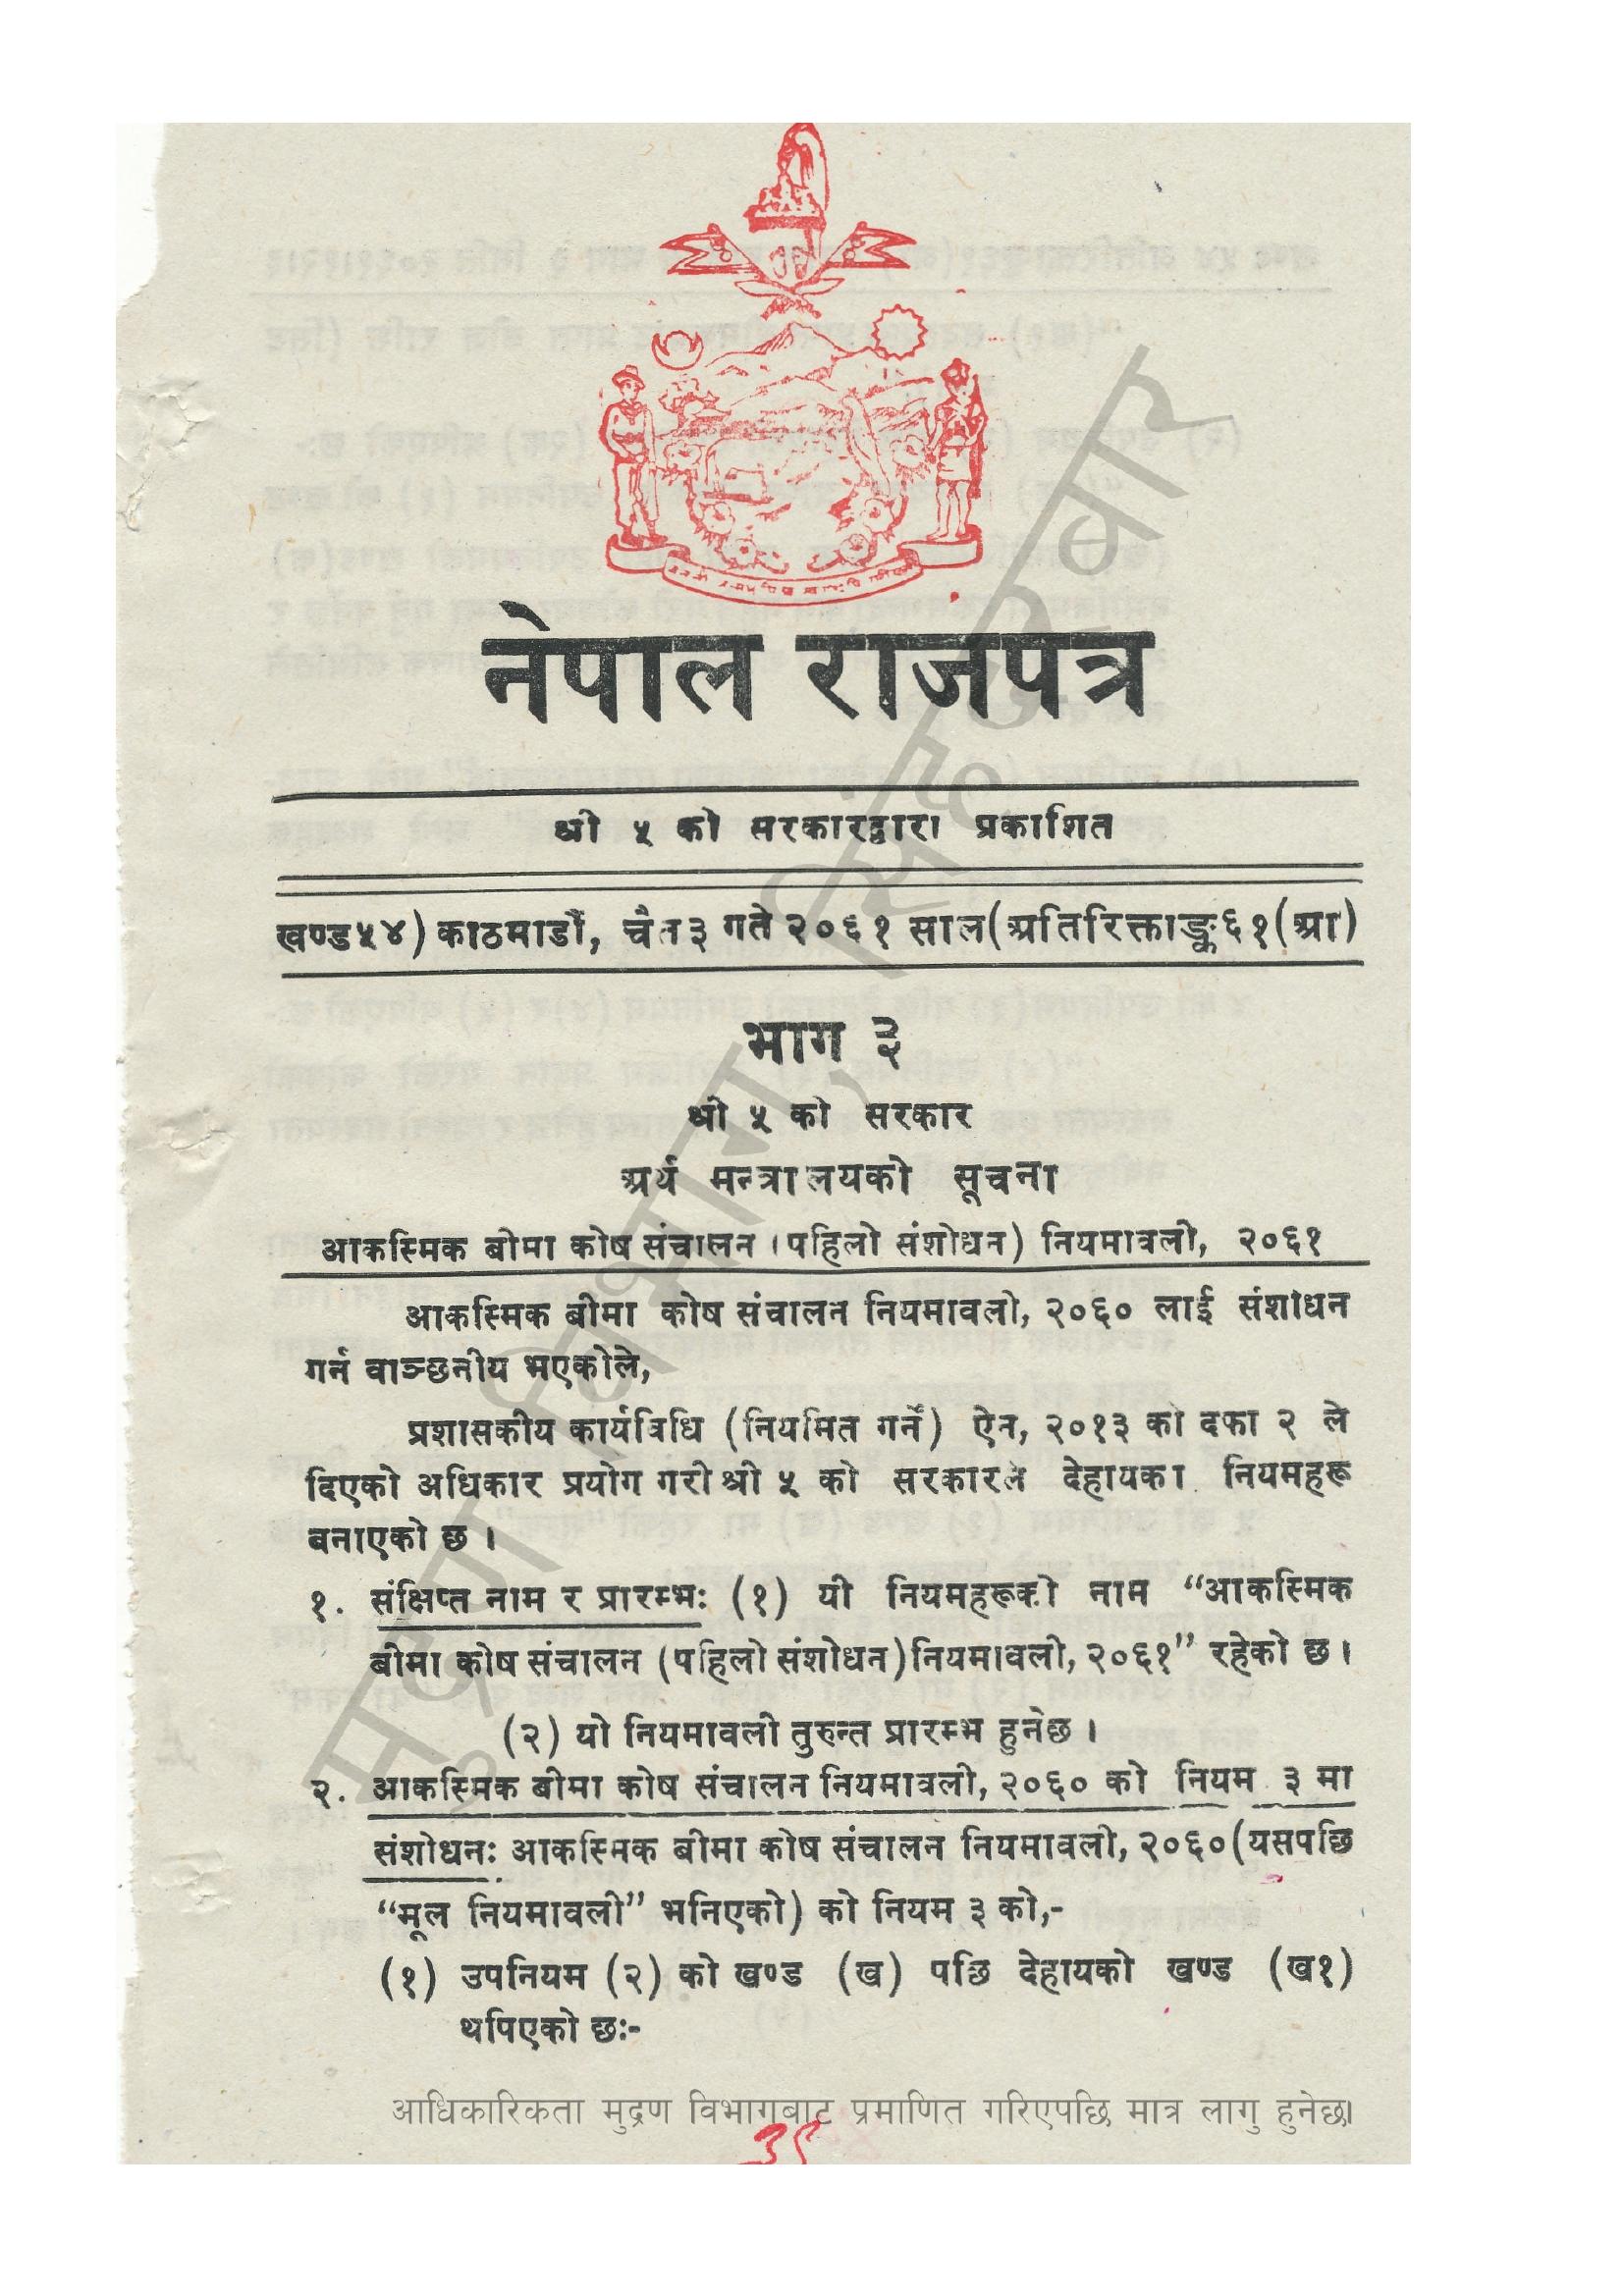 नेपाल राजपत्र
श्री ५ को सरकारद्वारा प्रकाशित
खण्ड ५४) काठमाडौं, चैत ३ गते २०६१ साल (अतिरिक्ताङ्क ६१(आ)
भाग ३
श्री ५ को सरकार
अर्थ मन्त्रालयको सूचना
आकस्मिक बीमा कोष संचालन (पहिलो संशोधन) नियमावली, २०६१
आकस्मिक बीमा कोष संचालन नियमावली, २०६० लाई संशोधन
गर्न वाञ्छनीय भएकोले,
प्रशासकीय कार्यविधि (नियमित गर्ने) ऐन, २०१३ को दफा २ ले
दिएको अधिकार प्रयोग गरी श्री ५ को सरकारले देहायका नियमहरू
बनाएको छ ।
१. संक्षिप्त नाम र प्रारम्भः (१) यी नियमहरूको नाम “आकस्मिक
बीमा कोष संचालन (पहिलो संशोधन) नियमावली, २०६१” रहेको छ ।
(२) यो नियमावली तुरुन्त प्रारम्भ हुनेछ ।
२. आकस्मिक बीमा कोष संचालन नियमावली, २०६० को नियम ३ मा
संशोधनः आकस्मिक बीमा कोष संचालन नियमावली, २०६० (यसपछि
“मूल नियमावली” भनिएको) को नियम ३ को,-
(१) उपनियम (२) को खण्ड (ख) पछि देहायको खण्ड (ख१)
थपिएको छः-
आधिकारिकता मुद्रण विभागबाट प्रमाणित गरिएपछि मात्र लागु हुनेछ।
मुद्रण विभाग, सिंहदरबार